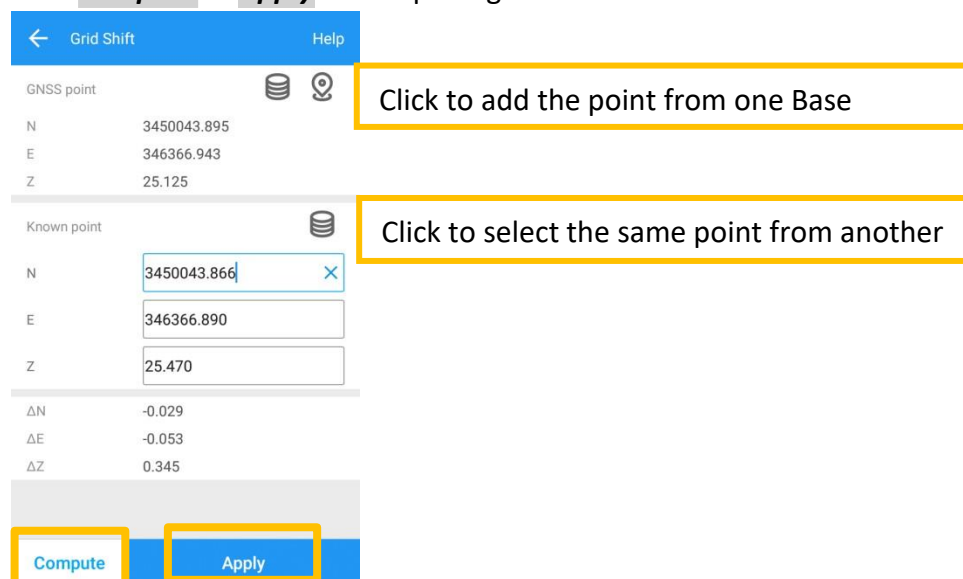 Grid Shift Help
GNSS point
Click to add the point from one Base
N 3450043.895
E 346366.943
Z 25.125
Known point
Click to select the same point from another
N 3450043.866
E 346366.890
Z 25.470
ΔN -0.029
ΔE -0.053
ΔZ 0.345
Compute Apply